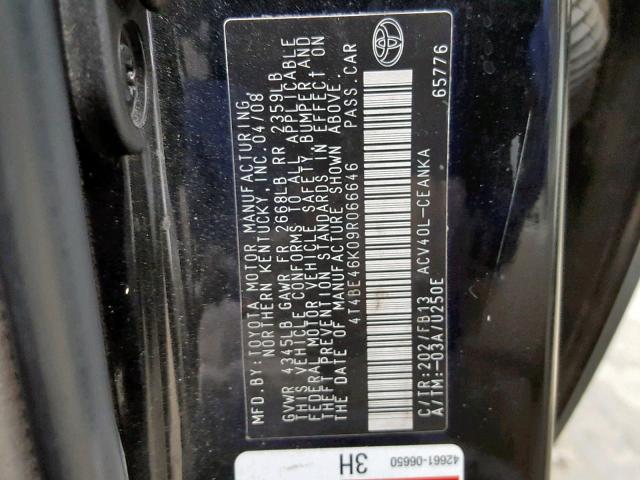 MFD.BY:TOYOTA MOTOR MANUFACTURING
NORTHERN KENTUCKY, INC. 04/08
GVWR 4345LB GAWR FR 2668LB RR 2359LB
THIS VEHICLE CONFORMS TO ALL APPLICABLE
FEDERAL MOTOR VEHICLE SAFETY, BUMPER, AND
THEFT PREVENTION STANDARDS IN EFFECT ON
THE DATE OF MANUFACTURE SHOWN ABOVE.
4T4BE46K09R066646 PASS.CAR
C/TR:202/FB13 ACV40L-CEANKA
A/TM:-03A/U250E 65776
42661-06650
3H